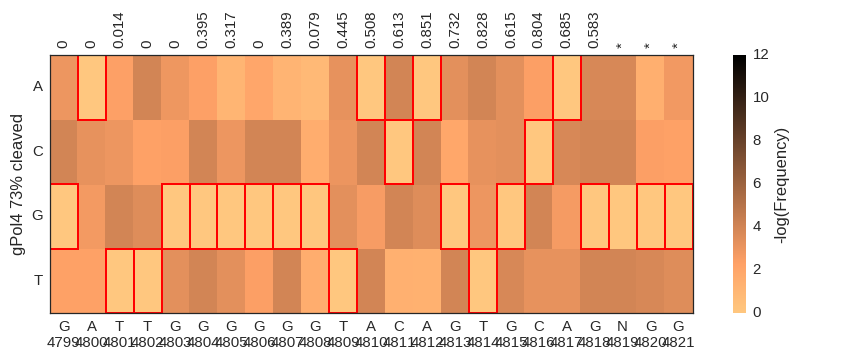 0 0 0.014 0 0 0.395 0.317 0 0.389 0.079 0.445 0.508 0.613 0.851 0.732 0.828 0.615 0.804 0.685 0.583 * * *
gPol4 73% cleaved
A
C
G
T
G A T T G G G G G G T A C A G T G C A G N G G
4799 4800 4801 4802 4803 4804 4805 4806 4807 4808 4809 4810 4811 4812 4813 4814 4815 4816 4817 4818 4819 4820 4821
12
10
8
6
4
2
0
-log(Frequency)